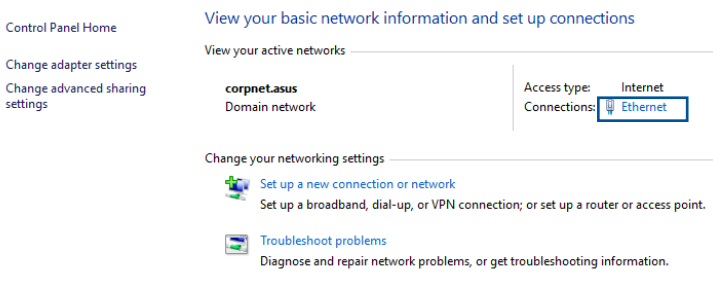 View your basic network information and set up connections
Control Panel Home
Change adapter settings
Change advanced sharing
settings
View your active networks
corpnet.asus
Domain network
Access type: Internet
Connections: Ethernet
Change your networking settings
Set up a new connection or network
Set up a broadband, dial-up, or VPN connection; or set up a router or access point.
Troubleshoot problems
Diagnose and repair network problems, or get troubleshooting information.